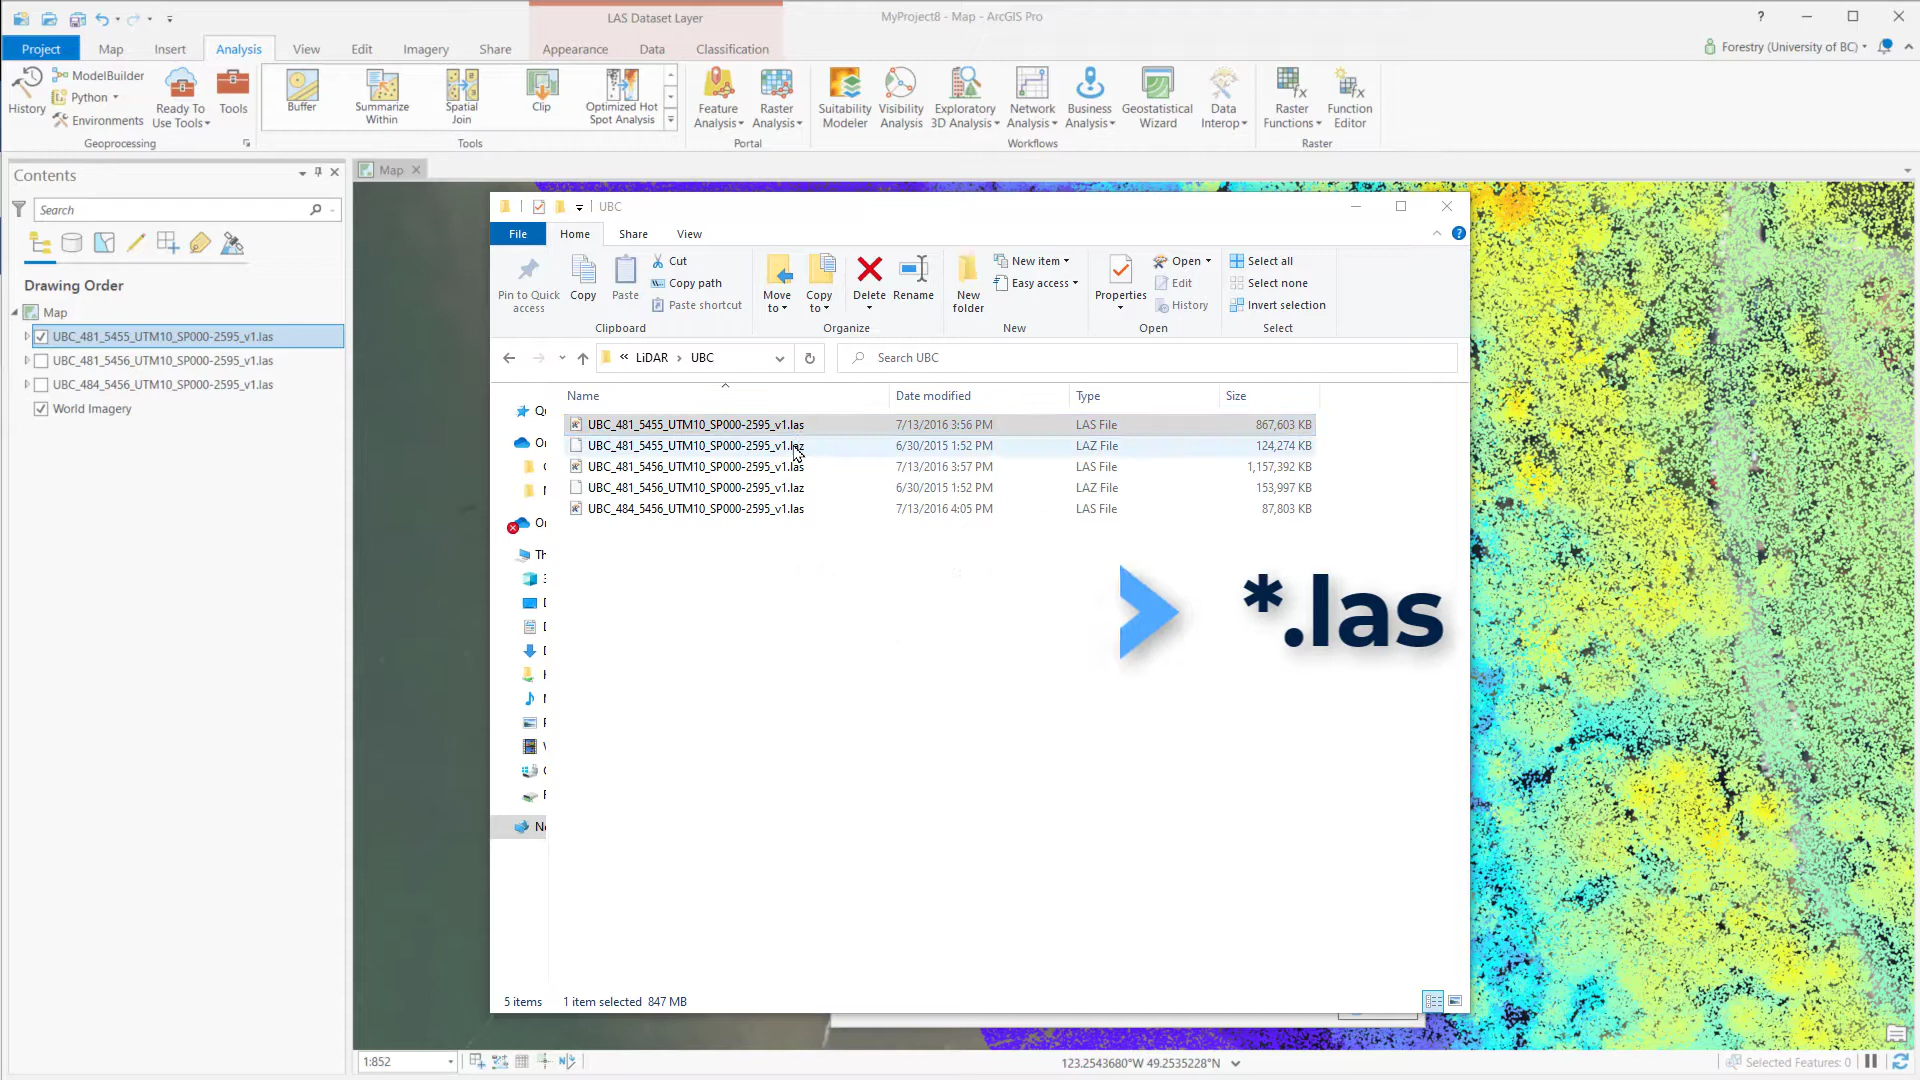 LAS Dataset Layer
MyProject8 - Map - ArcGIS Pro
?
Project
Map
Insert
Analysis
View
Edit
Imagery
Share
Appearance
Data
Classification
Forestry (University of BC)
History
ModelBuilder
Python
Environments
Ready To
Use Tools
Tools
Geoprocessing
Buffer
Summarize
Within
Spatial
Join
Clip
Optimized Hot
Spot Analysis
Tools
Feature
Analysis
Raster
Analysis
Portal
Suitability
Modeler
Visibility
Analysis
Exploratory
3D Analysis
Network
Analysis
Business
Analysis
Geostatistical
Wizard
Data
Interop
Workflows
Raster
Functions
Function
Editor
Raster
Contents
Search
Drawing Order
Map
UBC_481_5455_UTM10_SP000-2595_v1.las
UBC_481_5456_UTM10_SP000-2595_v1.las
UBC_484_5456_UTM10_SP000-2595_v1.las
World Imagery
Map
UBC
File
Home
Share
View
Pin to Quick
access
Copy
Paste
Cut
Copy path
Paste shortcut
Clipboard
Move
to
Copy
to
Delete
Rename
Organize
New
folder
New item
Easy access
New
Properties
Open
Edit
History
Open
Select all
Select none
Invert selection
Select
« LiDAR › UBC
Search UBC
Name
Date modified
Type
Size
UBC_481_5455_UTM10_SP000-2595_v1.las 7/13/2016 3:56 PM LAS File 867,603 KB
UBC_481_5455_UTM10_SP000-2595_v1.laz 6/30/2015 1:52 PM LAZ File 124,274 KB
UBC_481_5456_UTM10_SP000-2595_v1.las 7/13/2016 3:57 PM LAS File 1,157,392 KB
UBC_481_5456_UTM10_SP000-2595_v1.laz 6/30/2015 1:52 PM LAZ File 153,997 KB
UBC_484_5456_UTM10_SP000-2595_v1.las 7/13/2016 4:05 PM LAS File 87,803 KB
*.las
5 items
1 item selected 847 MB
1:852
123.2543680°W 49.2535228°N
Selected Features: 0